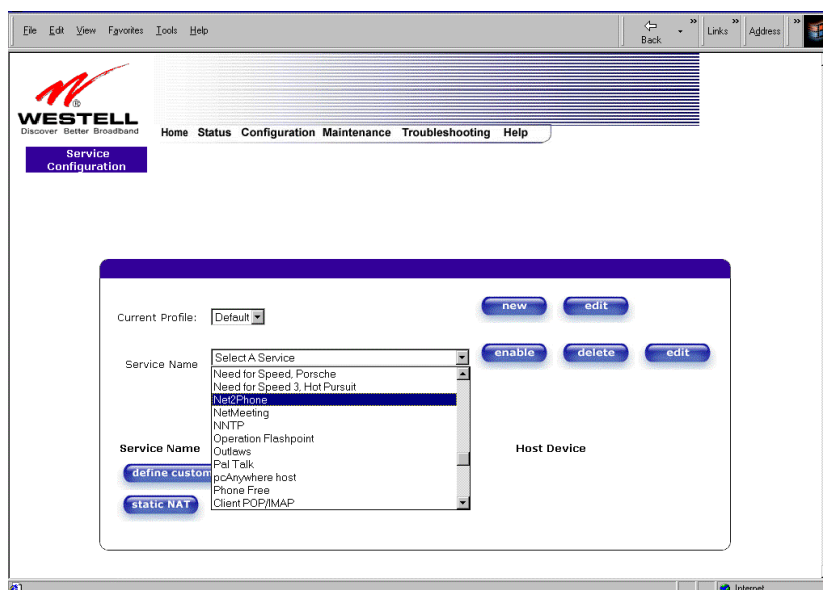 File Edit View Favorites Tools Help
Back
Links
Address
WESTELL
®
Discover Better Broadband
Home Status Configuration Maintenance Troubleshooting Help
Service
Configuration
Current Profile: Default
new edit
Service Name Select A Service
enable delete edit
Need for Speed, Porsche
Need for Speed 3, Hot Pursuit
Net2Phone
NetMeeting
NNTP
Operation Flashpoint
Outlaws
Pal Talk
pcAnywhere host
Phone Free
Client POP/IMAP
Service Name Host Device
define custom
static NAT
Internet